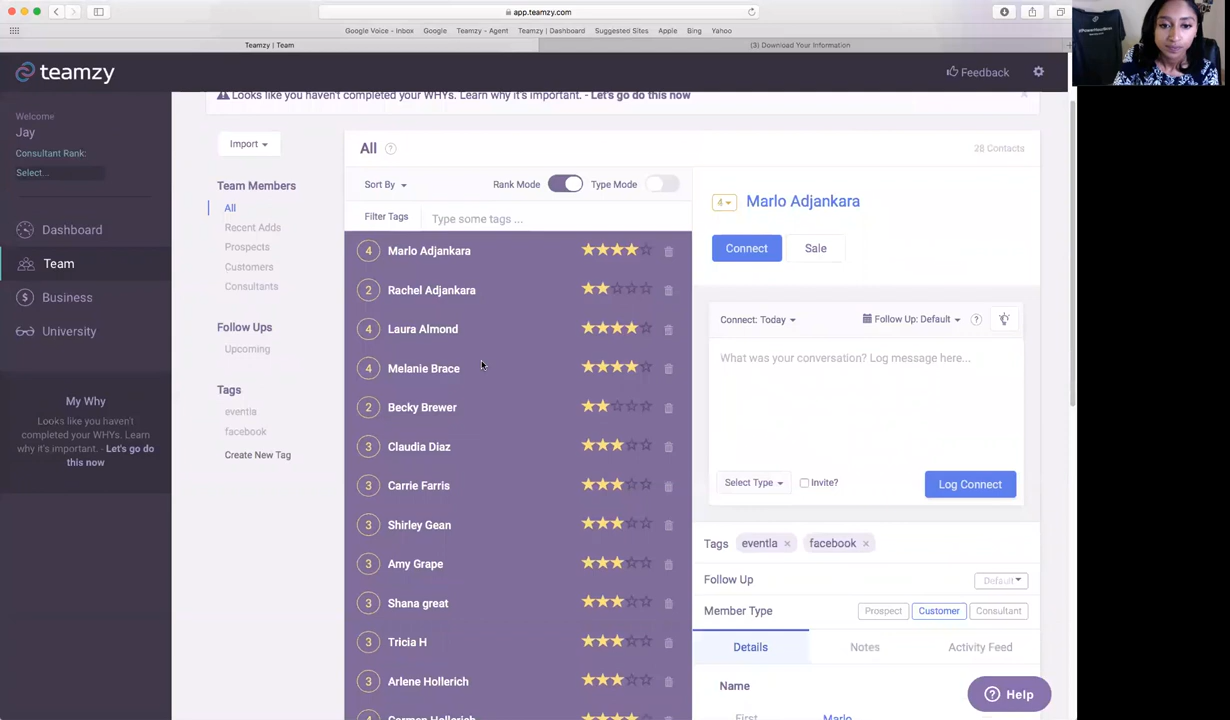 app.teamzy.com
Google Voice - Inbox Google Teamzy - Agent Teamzy | Dashboard Suggested Sites Apple Bing Yahoo
Teamzy | Team (3) Download Your Information
teamzy Feedback
Looks like you haven't completed your WHYs. Learn why it's important. - Let's go do this now
Welcome
Jay
Consultant Rank:
Select...
Dashboard
Team
Business
University
My Why
Looks like you haven't
completed your WHYs. Learn
why it's important. - Let's go do
this now
Import
Team Members
All
Recent Adds
Prospects
Customers
Consultants
Follow Ups
Upcoming
Tags
eventla
facebook
Create New Tag
All ? 28 Contacts
Sort By Rank Mode Type Mode
Filter Tags Type some tags ...
4 Marlo Adjankara
2 Rachel Adjankara
4 Laura Almond
4 Melanie Brace
2 Becky Brewer
3 Claudia Diaz
3 Carrie Farris
3 Shirley Gean
3 Amy Grape
3 Shana great
3 Tricia H
3 Arlene Hollerich
4 Carmen Hollerich
4 Marlo Adjankara
Connect Sale
Connect: Today Follow Up: Default ?
What was your conversation? Log message here...
Select Type Invite? Log Connect
Tags eventla × facebook ×
Follow Up Default
Member Type Prospect Customer Consultant
Details Notes Activity Feed
Name
First Marlo
? Help